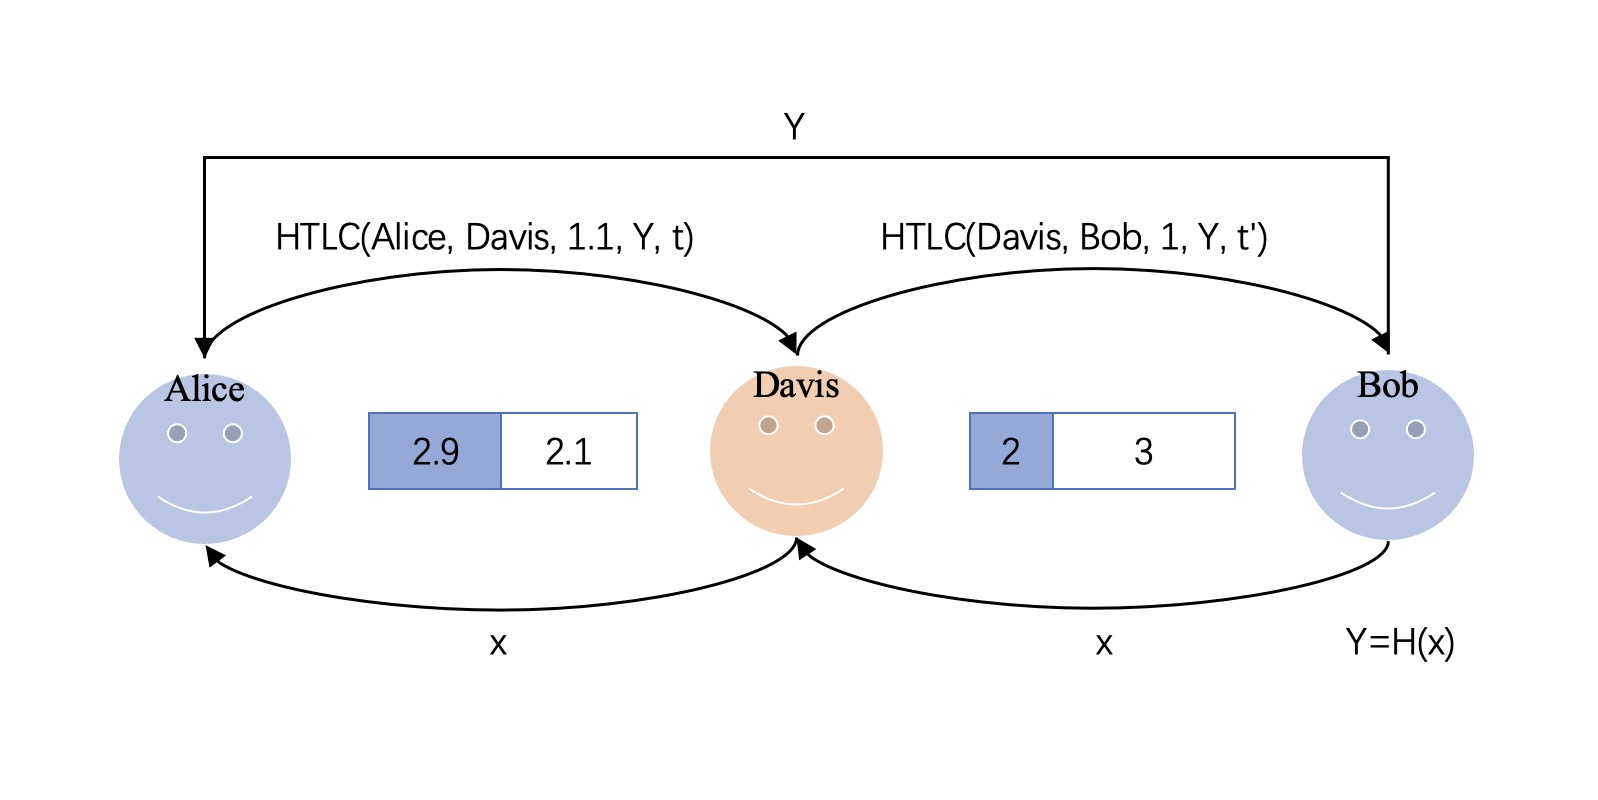 Y
HTLC(Alice, Davis, 1.1, Y, t)
HTLC(Davis, Bob, 1, Y, t')
Alice
Davis
Bob
2.9
2.1
2
3
x
x
Y=H(x)